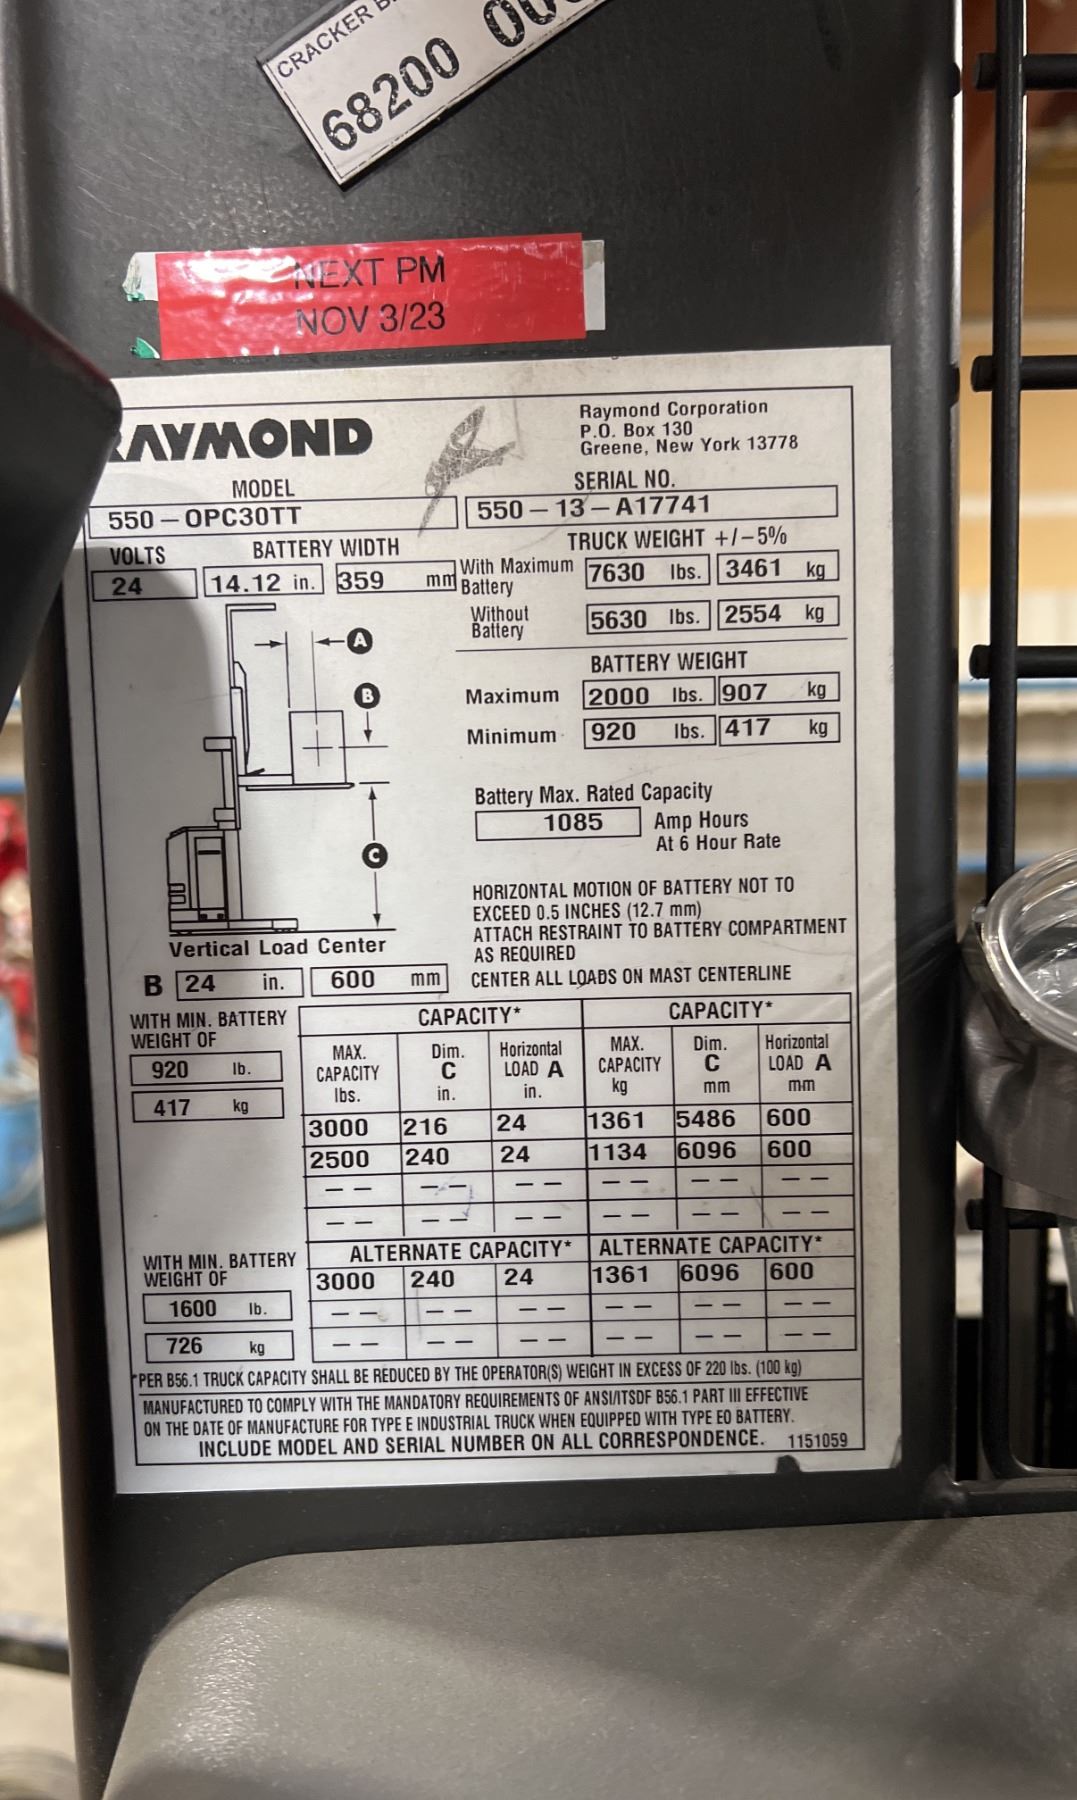 CRACKER
68200
NEXT PM
NOV 3/23
RAYMOND
Raymond Corporation
P.O. Box 130
Greene, New York 13778
MODEL
550-OPC30TT
SERIAL NO.
550-13-A17741
VOLTS
24
BATTERY WIDTH
14.12 in. 359 mm
TRUCK WEIGHT +/-5%
With Maximum Battery 7630 lbs. 3461 kg
Without Battery 5630 lbs. 2554 kg
BATTERY WEIGHT
Maximum 2000 lbs. 907 kg
Minimum 920 lbs. 417 kg
A
B
C
Battery Max. Rated Capacity
1085 Amp Hours
At 6 Hour Rate
HORIZONTAL MOTION OF BATTERY NOT TO
EXCEED 0.5 INCHES (12.7 mm)
ATTACH RESTRAINT TO BATTERY COMPARTMENT
AS REQUIRED
CENTER ALL LOADS ON MAST CENTERLINE
Vertical Load Center
B 24 in. 600 mm
WITH MIN. BATTERY
WEIGHT OF
920 lb.
417 kg
CAPACITY* CAPACITY*
MAX. CAPACITY lbs. Dim. C in. Horizontal LOAD A in. MAX. CAPACITY kg Dim. C mm Horizontal LOAD A mm
3000 216 24 1361 5486 600
2500 240 24 1134 6096 600
-- -- -- -- -- --
-- -- -- -- -- --
WITH MIN. BATTERY
WEIGHT OF
1600 lb.
726 kg
ALTERNATE CAPACITY* ALTERNATE CAPACITY*
3000 240 24 1361 6096 600
-- -- -- -- -- --
-- -- -- -- -- --
*PER B56.1 TRUCK CAPACITY SHALL BE REDUCED BY THE OPERATOR(S) WEIGHT IN EXCESS OF 220 lbs. (100 kg)
MANUFACTURED TO COMPLY WITH THE MANDATORY REQUIREMENTS OF ANSI/ITSDF B56.1 PART III EFFECTIVE
ON THE DATE OF MANUFACTURE FOR TYPE E INDUSTRIAL TRUCK WHEN EQUIPPED WITH TYPE EO BATTERY.
INCLUDE MODEL AND SERIAL NUMBER ON ALL CORRESPONDENCE. 1151059